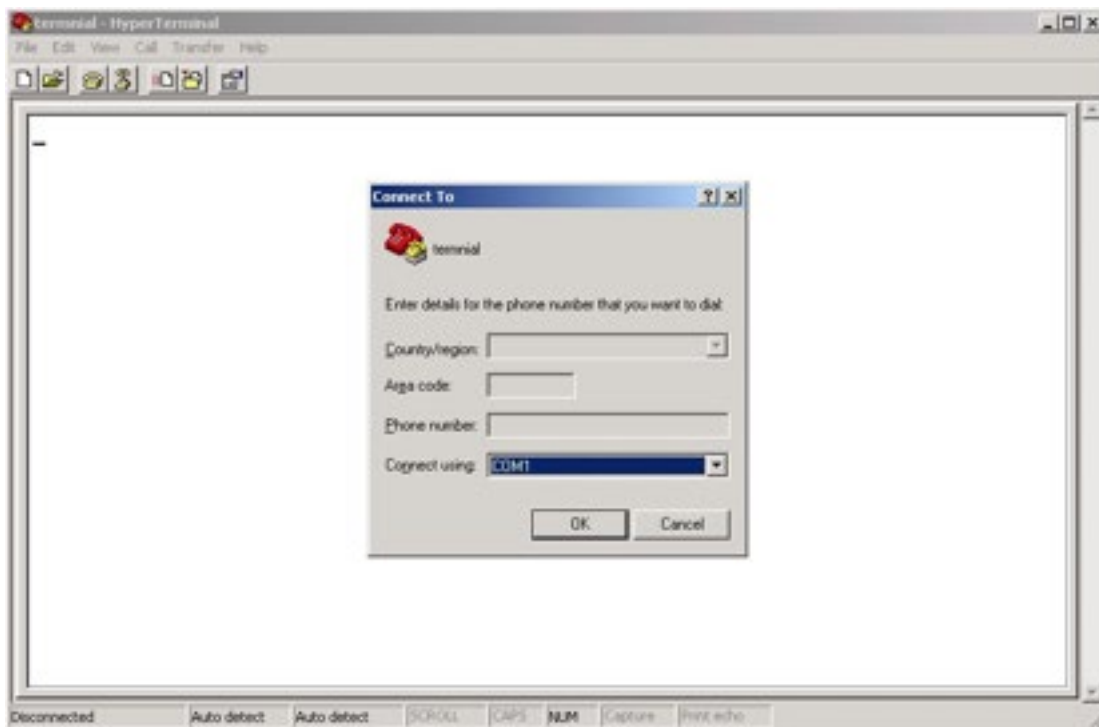 termnial - HyperTerminal
File Edit View Call Transfer Help
Connect To
termnial
Enter details for the phone number that you want to dial:
Country/region:
Area code:
Phone number:
Connect using: COM1
OK Cancel
Disconnected Auto detect Auto detect SCROLL CAPS NUM Capture Print echo